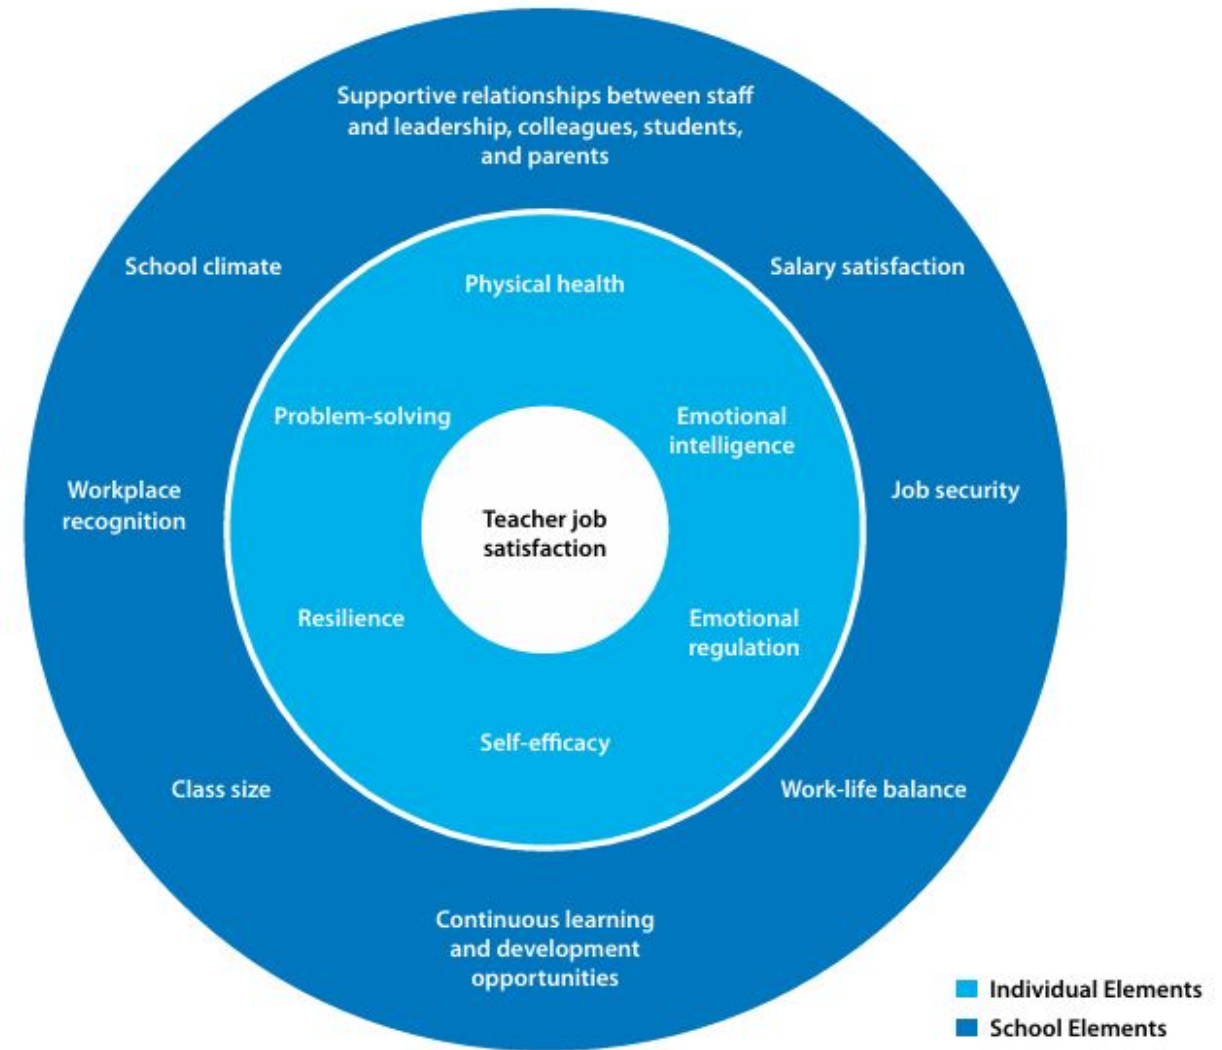 Supportive relationships between staff
and leadership, colleagues, students,
and parents
School climate
Salary satisfaction
Physical health
Problem-solving
Emotional
intelligence
Workplace
recognition
Job security
Teacher job
satisfaction
Resilience
Emotional
regulation
Self-efficacy
Class size
Work-life balance
Continuous learning
and development
opportunities
Individual Elements
School Elements